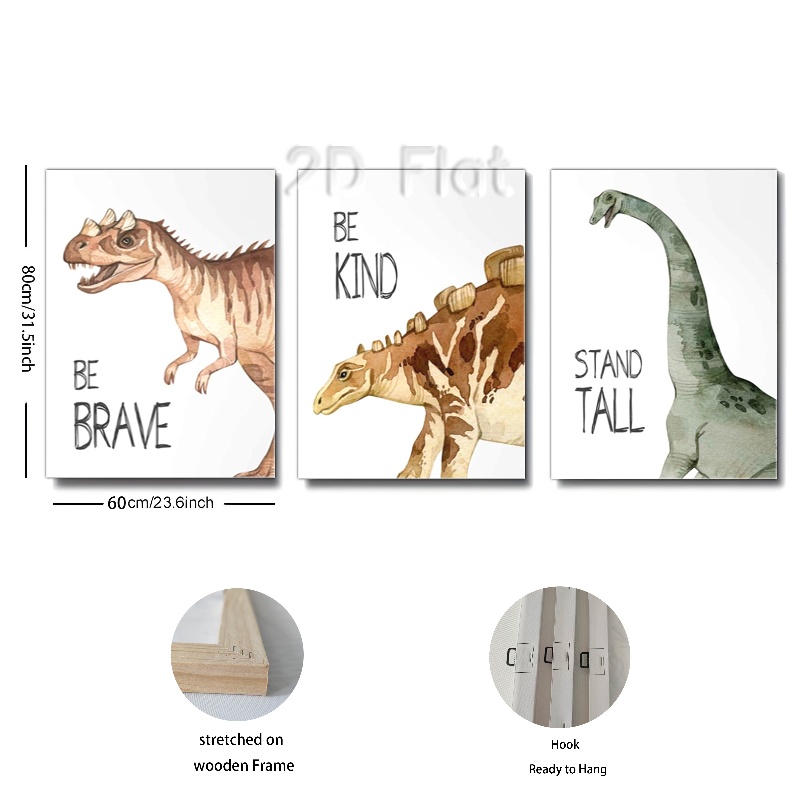 2D Flat
BE
KIND
BE
BRAVE
STAND
TALL
80cm/31.5inch
60cm/23.6inch
stretched on
wooden Frame
Hook
Ready to Hang